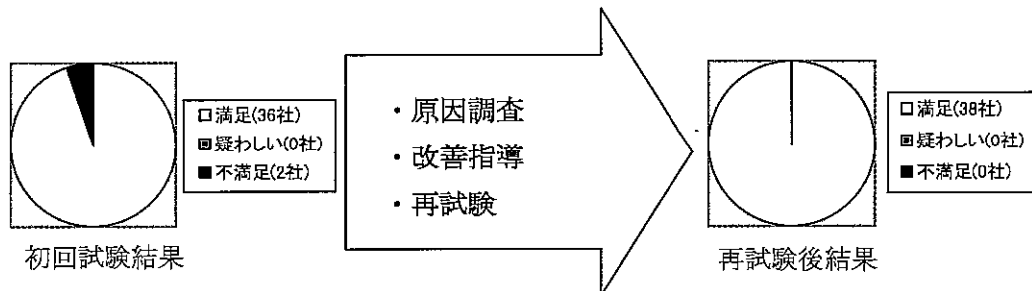 □満足(36社)
▣疑わしい(0社)
■不満足(2社)
初回試験結果
・原因調査
・改善指導
・再試験
□満足(38社)
▣疑わしい(0社)
■不満足(0社)
再試験後結果